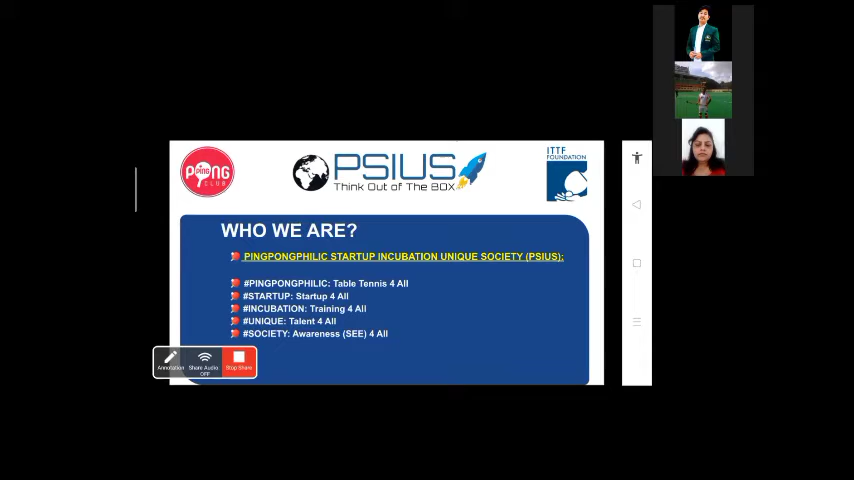 PING
PONG
CLUB
PSIUS
Think Out of The BOX
ITTF
FOUNDATION
WHO WE ARE?
PINGPONGPHILIC STARTUP INCUBATION UNIQUE SOCIETY (PSIUS):
#PINGPONGPHILIC: Table Tennis 4 All
#STARTUP: Startup 4 All
#INCUBATION: Training 4 All
#UNIQUE: Talent 4 All
#SOCIETY: Awareness (SEE) 4 All
Annotation
Share Audio:
OFF
Stop Share